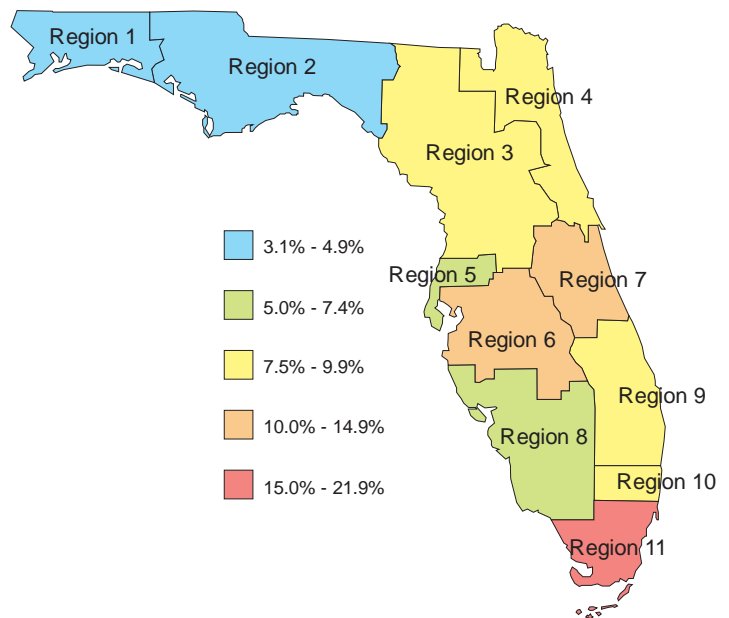 Region 1
Region 2
Region 4
Region 3
3.1% - 4.9%
Region 5
Region 7
5.0% - 7.4%
Region 6
7.5% - 9.9%
Region 9
10.0% - 14.9%
Region 8
Region 10
15.0% - 21.9%
Region 11